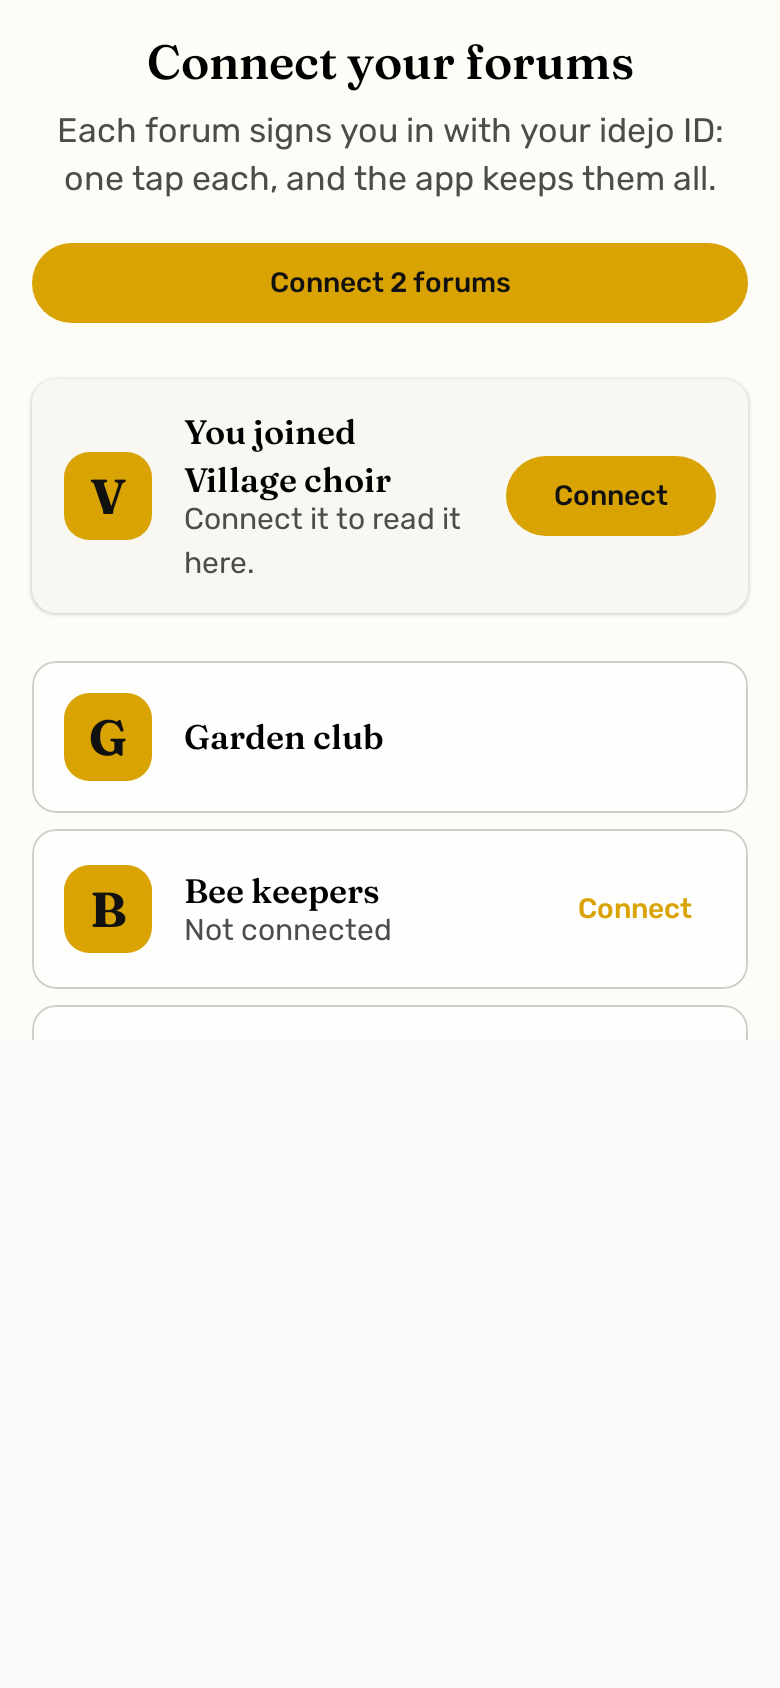 Connect your forums
Each forum signs you in with your idejo ID:
one tap each, and the app keeps them all.
Connect 2 forums
V
You joined
Village choir
Connect it to read it
here.
Connect
G
Garden club
B
Bee keepers
Not connected
Connect